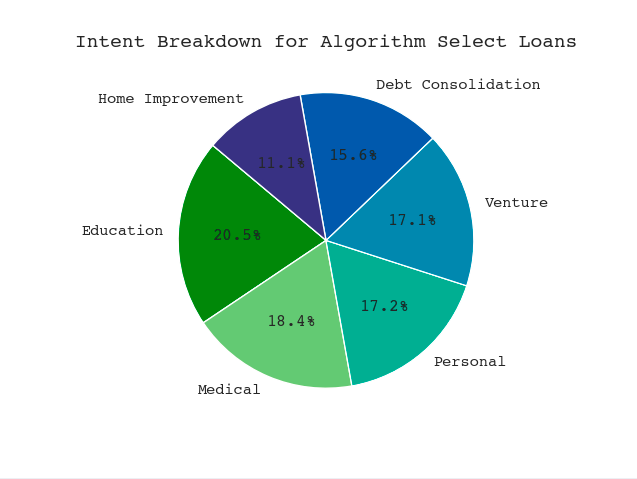 Intent Breakdown for Algorithm Select Loans
Debt Consolidation
Home Improvement
15.6%
11.1%
Venture
17.1%
Education
20.5%
17.2%
18.4%
Personal
Medical